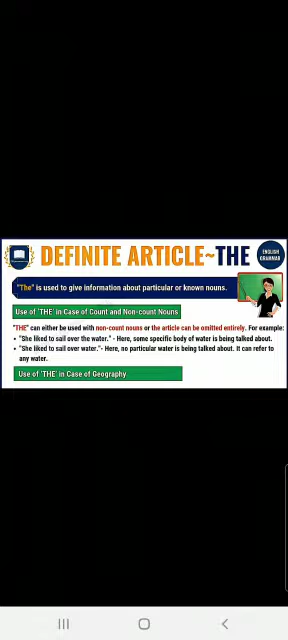 DEFINITE ARTICLE~THE
ENGLISH
GRAMMAR
"The" is used to give information about particular or known nouns.
Use of 'THE' in Case of Count and Non-count Nouns
"THE" can either be used with non-count nouns or the article can be omitted entirely. For example:
• "She liked to sail over the water." - Here, some specific body of water is being talked about.
• "She liked to sail over water."- Here, no particular water is being talked about. It can refer to
any water.
Use of 'THE' in Case of Geography